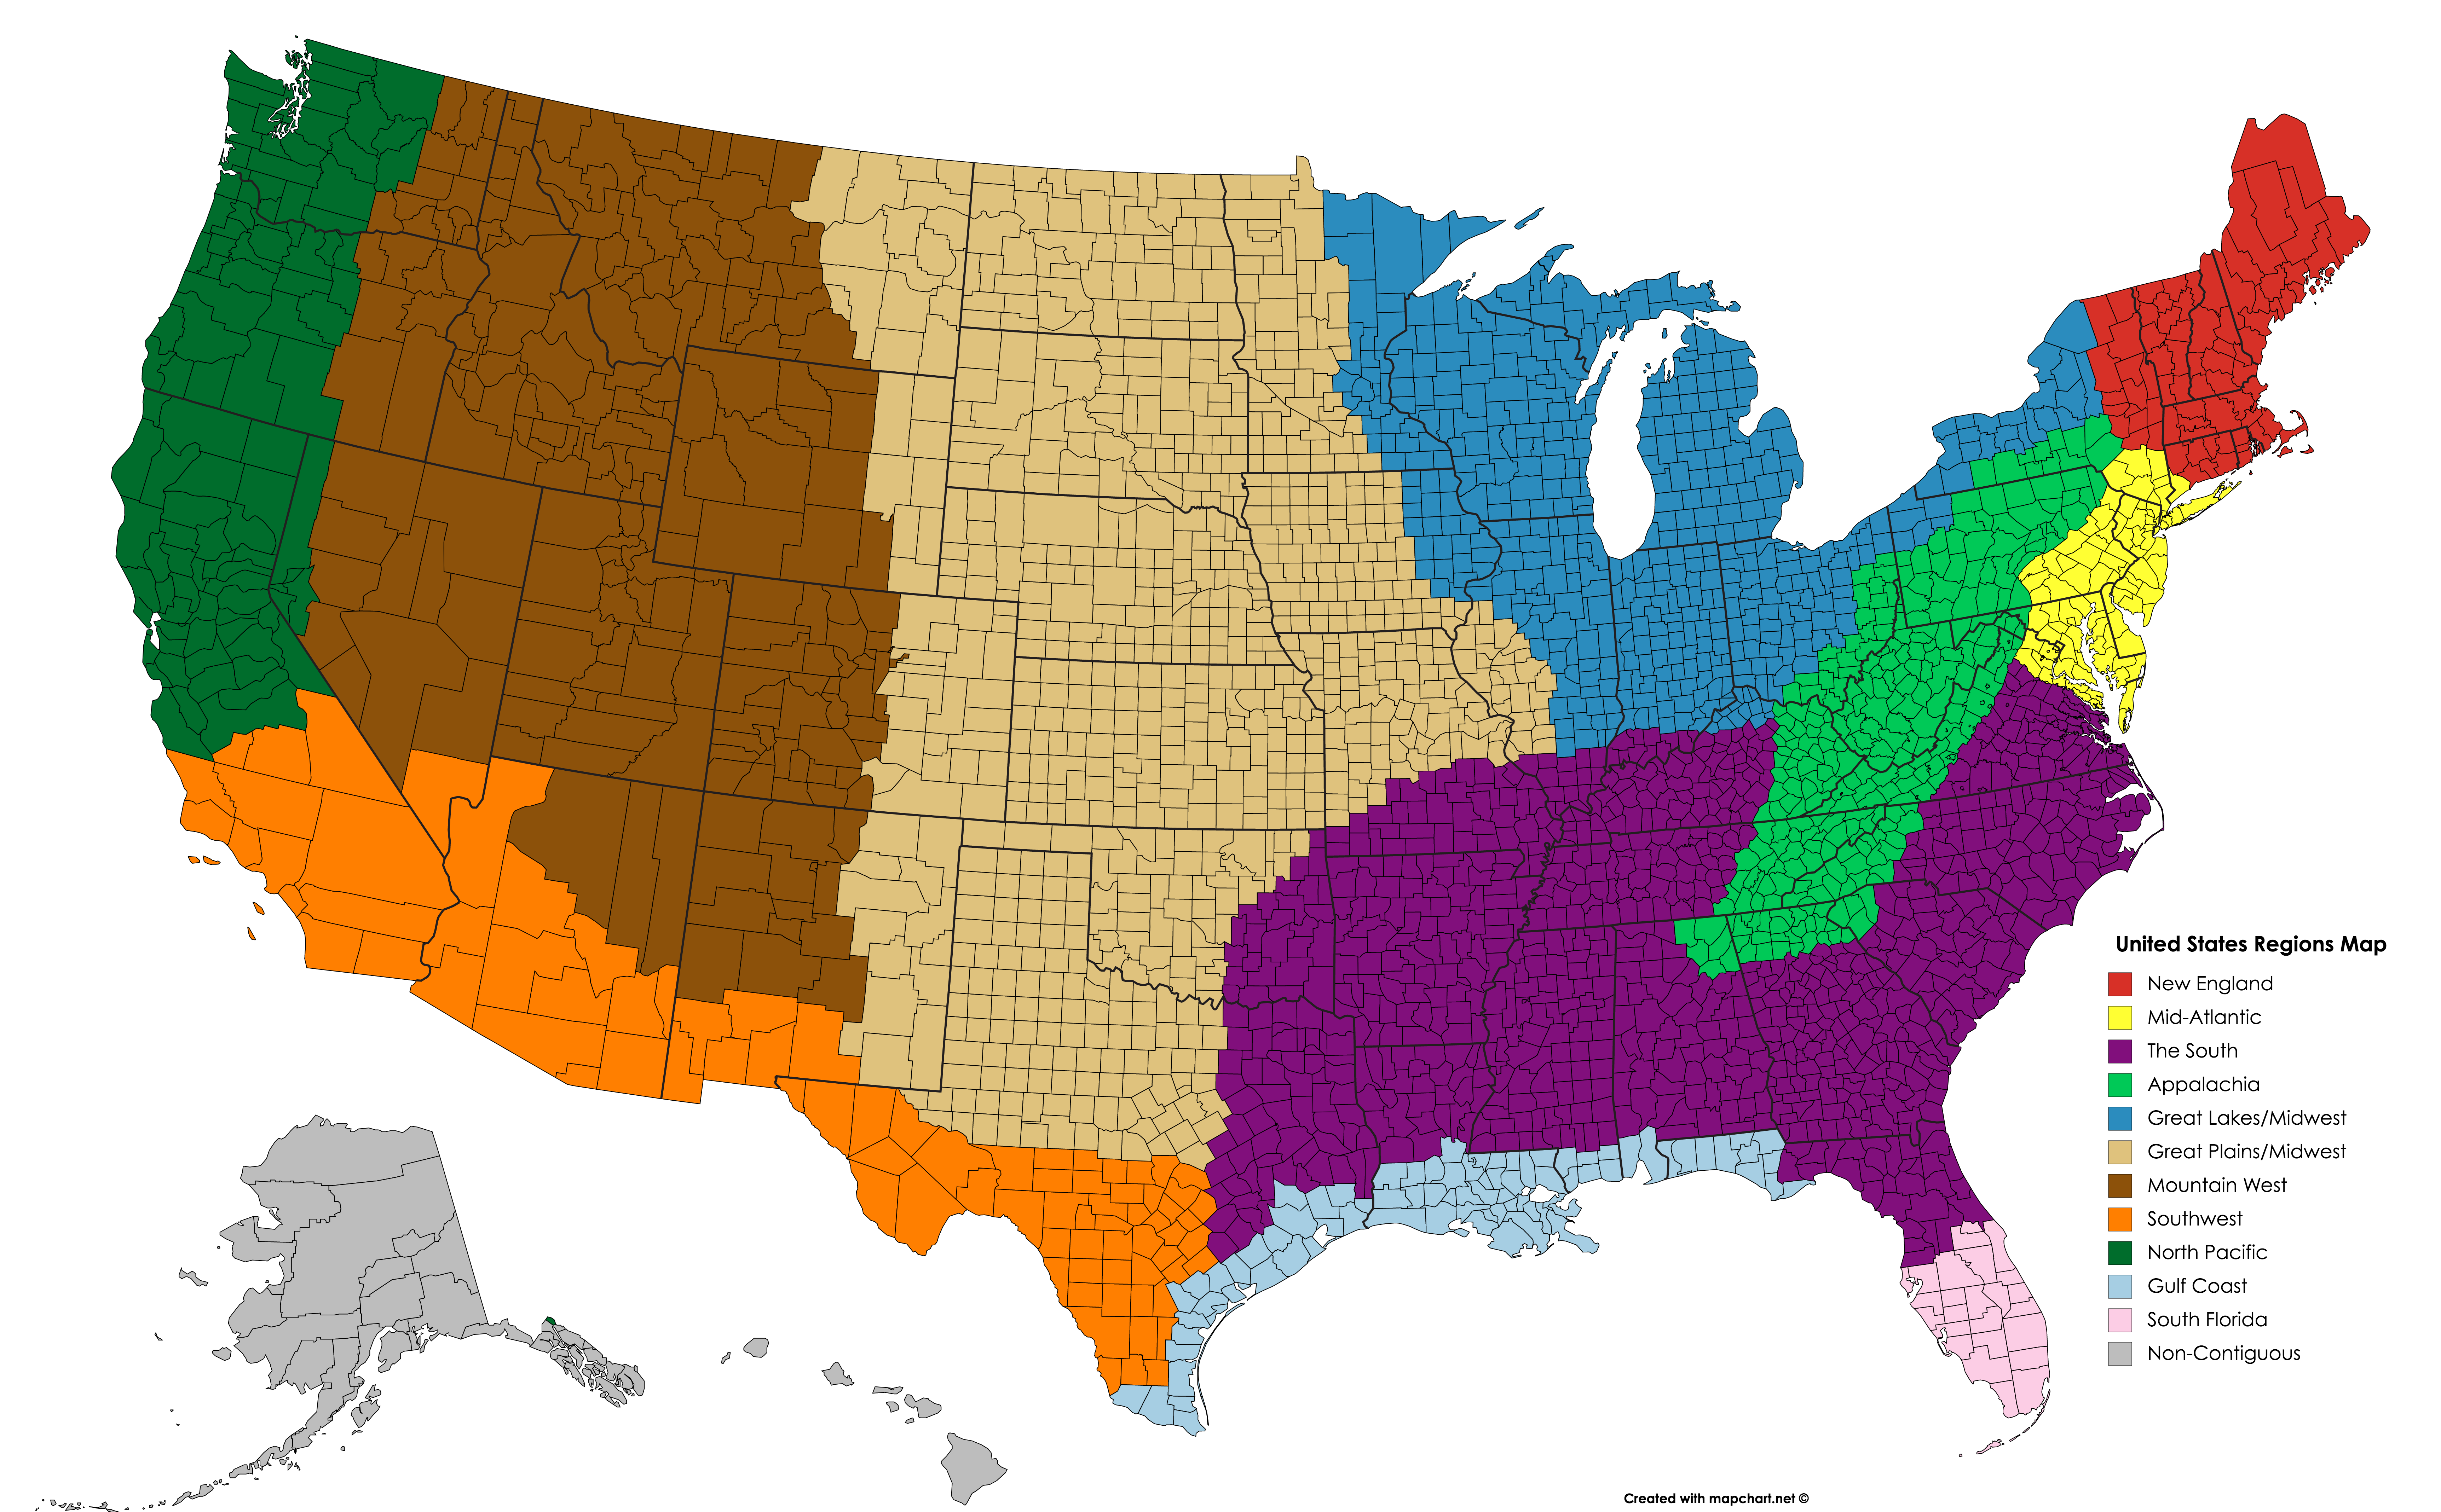 United States Regions Map
New England
Mid-Atlantic
The South
Appalachia
Great Lakes/Midwest
Great Plains/Midwest
Mountain West
Southwest
North Pacific
Gulf Coast
South Florida
Non-Contiguous
Created with mapchart.net ©